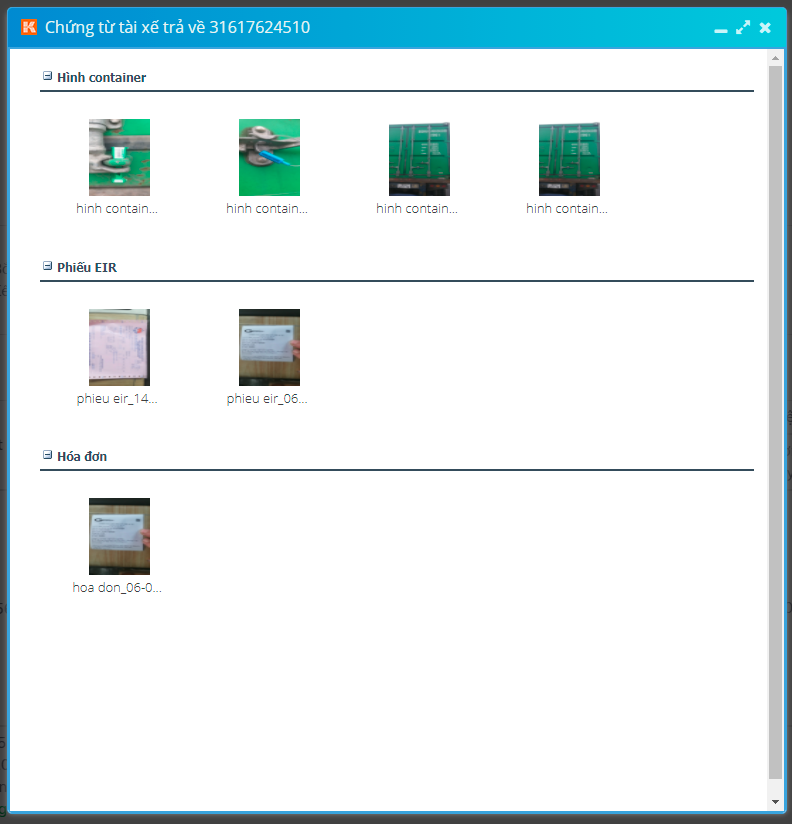 Chứng từ tài xế trả về 31617624510
Hình container
hinh contain...
hinh contain...
hinh contain...
hinh contain...
Phiếu EIR
phieu eir_14...
phieu eir_06...
Hóa đơn
hoa don_06-0...